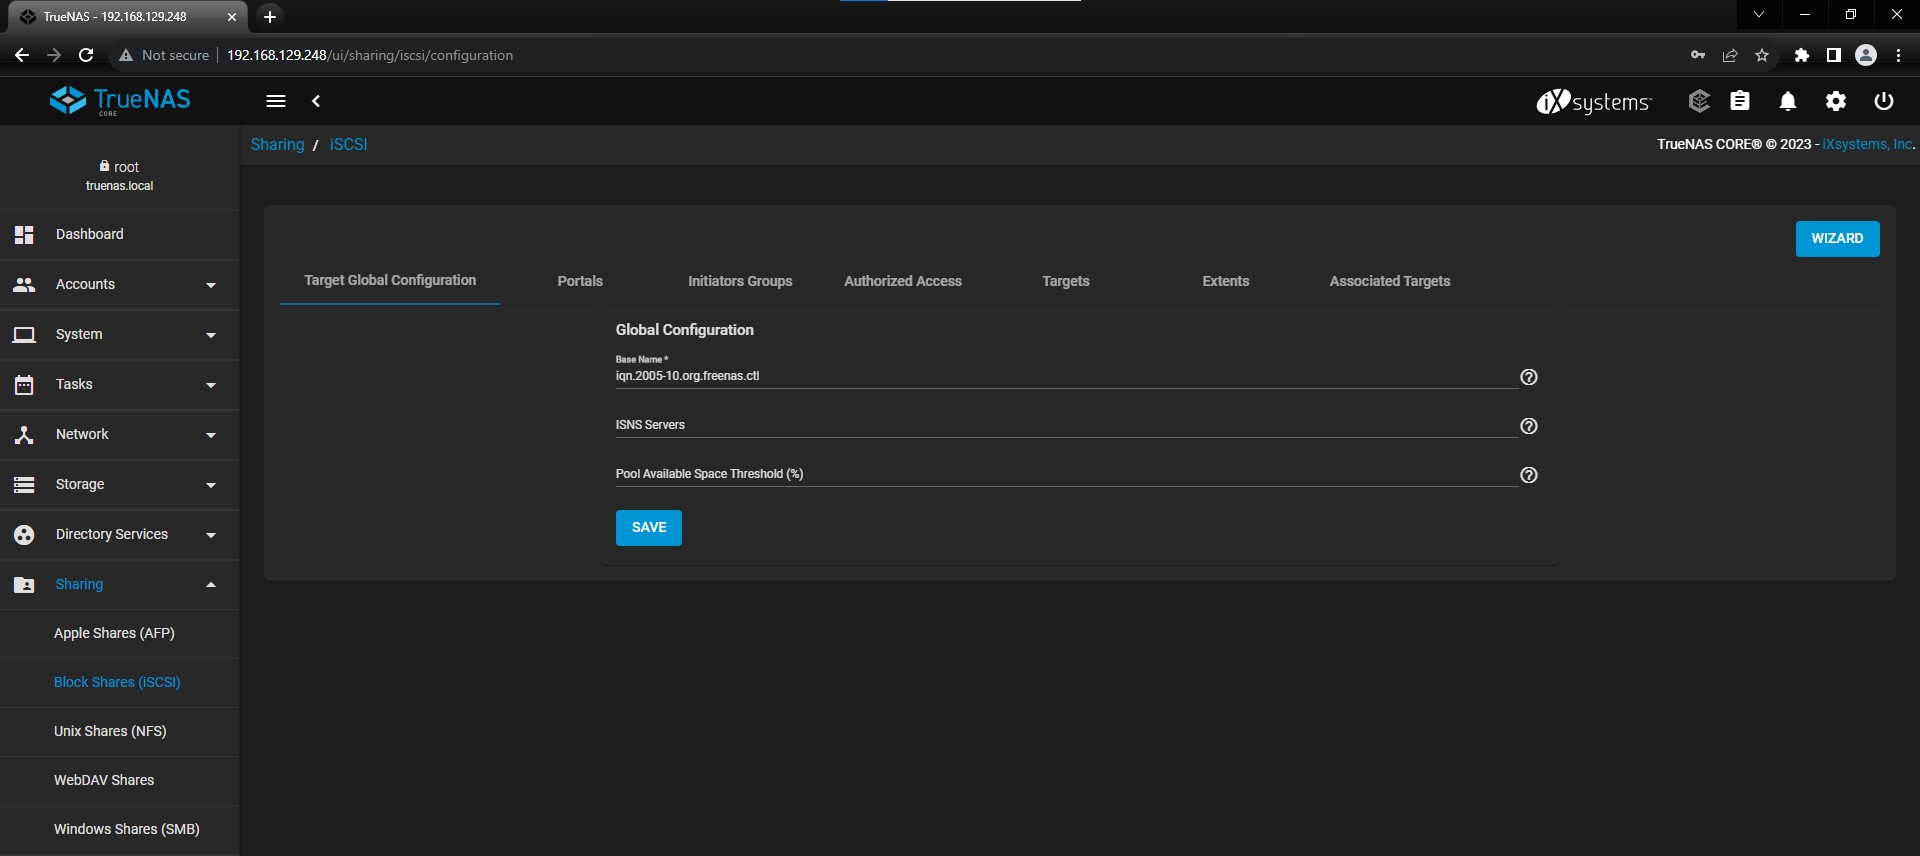 TrueNAS - 192.168.129.248
Not secure
192.168.129.248/ui/sharing/iscsi/configuration
TrueNAS
CORE
iXsystems
root
truenas.local
Sharing / iSCSI
TrueNAS CORE® © 2023 - iXsystems, Inc.
Dashboard
Accounts
System
Tasks
Network
Storage
Directory Services
Sharing
Apple Shares (AFP)
Block Shares (iSCSI)
Unix Shares (NFS)
WebDAV Shares
Windows Shares (SMB)
WIZARD
Target Global Configuration
Portals
Initiators Groups
Authorized Access
Targets
Extents
Associated Targets
Global Configuration
Base Name *
iqn.2005-10.org.freenas.ctl
ISNS Servers
Pool Available Space Threshold (%)
SAVE